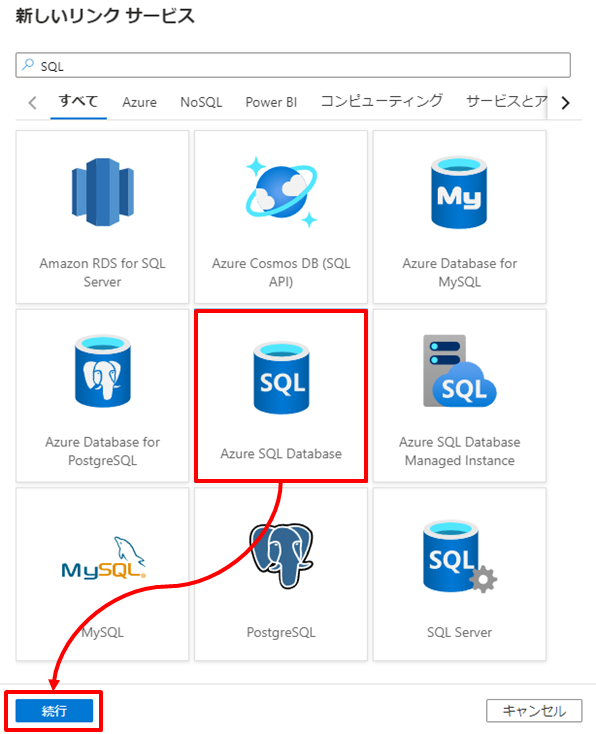 新しいリンク サービス
SQL
すべて Azure NoSQL Power BI コンピューティング サービスとア
Amazon RDS for SQL
Server
Azure Cosmos DB (SQL
API)
My
Azure Database for
MySQL
Azure Database for
PostgreSQL
SQL
Azure SQL Database
SQL
Azure SQL Database
Managed Instance
MySQL
MySQL
PostgreSQL
SQL
SQL Server
続行 キャンセル